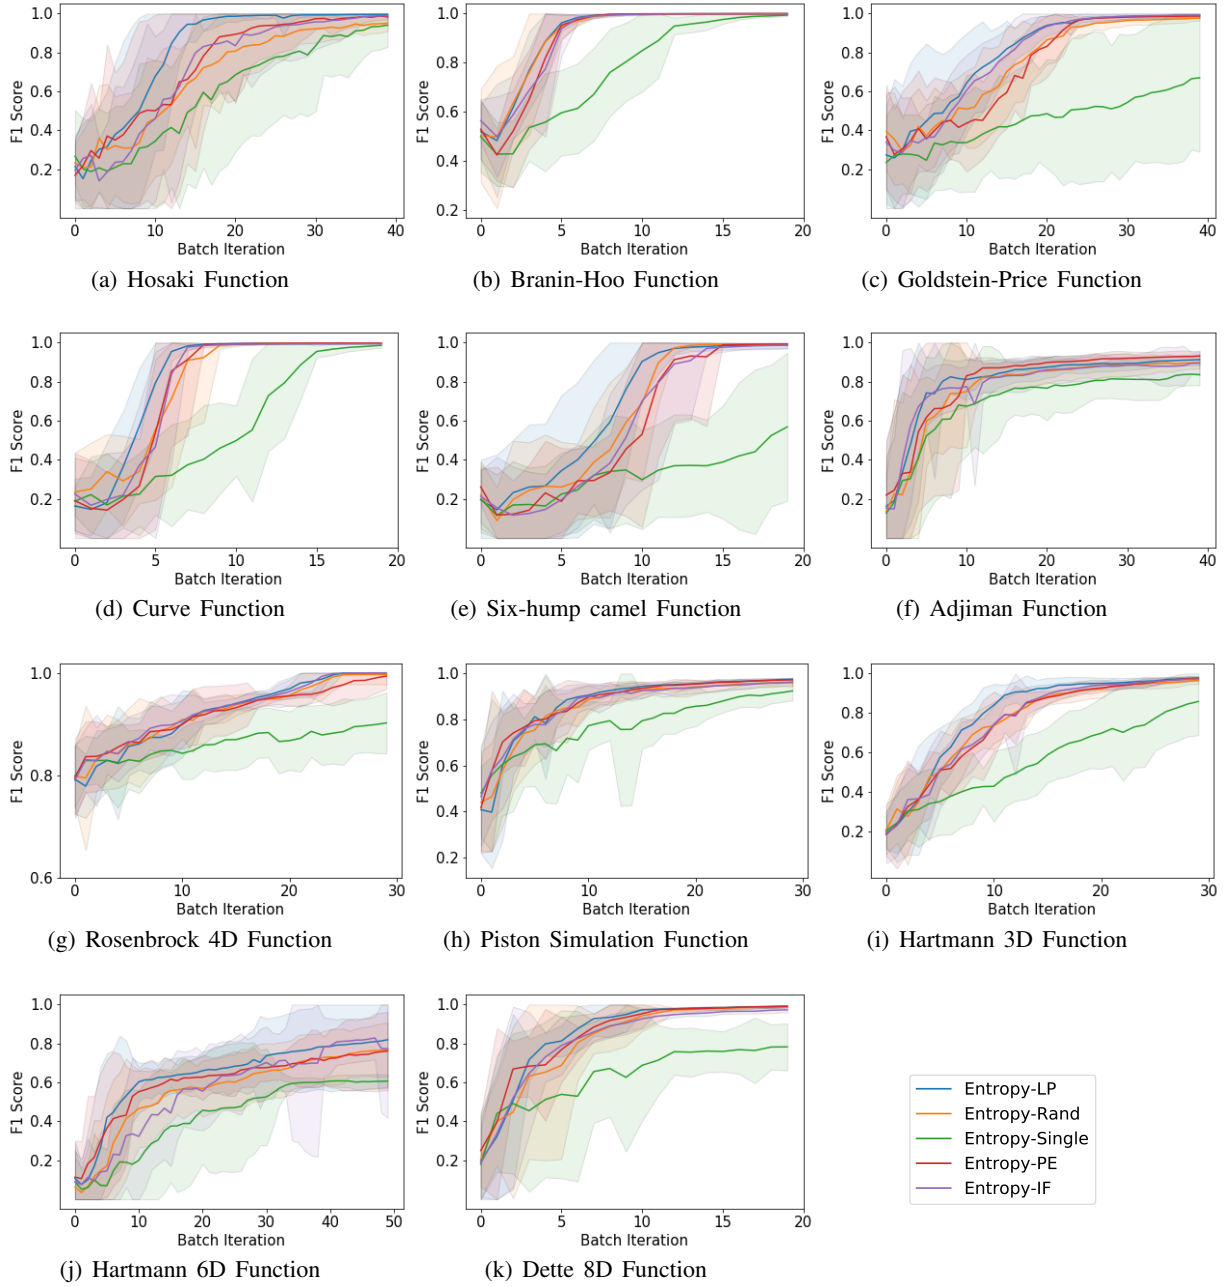 1.0
0.8
0.6
0.4
0.2
F1 Score
0 10 20 30 40
Batch Iteration
(a) Hosaki Function
1.0
0.8
0.6
0.4
0.2
F1 Score
0 5 10 15 20
Batch Iteration
(b) Branin-Hoo Function
1.0
0.8
0.6
0.4
0.2
F1 Score
0 10 20 30 40
Batch Iteration
(c) Goldstein-Price Function
1.0
0.8
0.6
0.4
0.2
F1 Score
0 5 10 15 20
Batch Iteration
(d) Curve Function
1.0
0.8
0.6
0.4
0.2
F1 Score
0 5 10 15 20
Batch Iteration
(e) Six-hump camel Function
1.0
0.8
0.6
0.4
0.2
F1 Score
0 10 20 30 40
Batch Iteration
(f) Adjiman Function
1.0
0.8
0.6
F1 Score
0 10 20 30
Batch Iteration
(g) Rosenbrock 4D Function
1.0
0.8
0.6
0.4
0.2
F1 Score
0 10 20 30
Batch Iteration
(h) Piston Simulation Function
1.0
0.8
0.6
0.4
0.2
F1 Score
0 10 20 30
Batch Iteration
(i) Hartmann 3D Function
1.0
0.8
0.6
0.4
0.2
F1 Score
0 10 20 30 40 50
Batch Iteration
(j) Hartmann 6D Function
1.0
0.8
0.6
0.4
0.2
F1 Score
0 5 10 15 20
Batch Iteration
(k) Dette 8D Function
Entropy-LP
Entropy-Rand
Entropy-Single
Entropy-PE
Entropy-IF